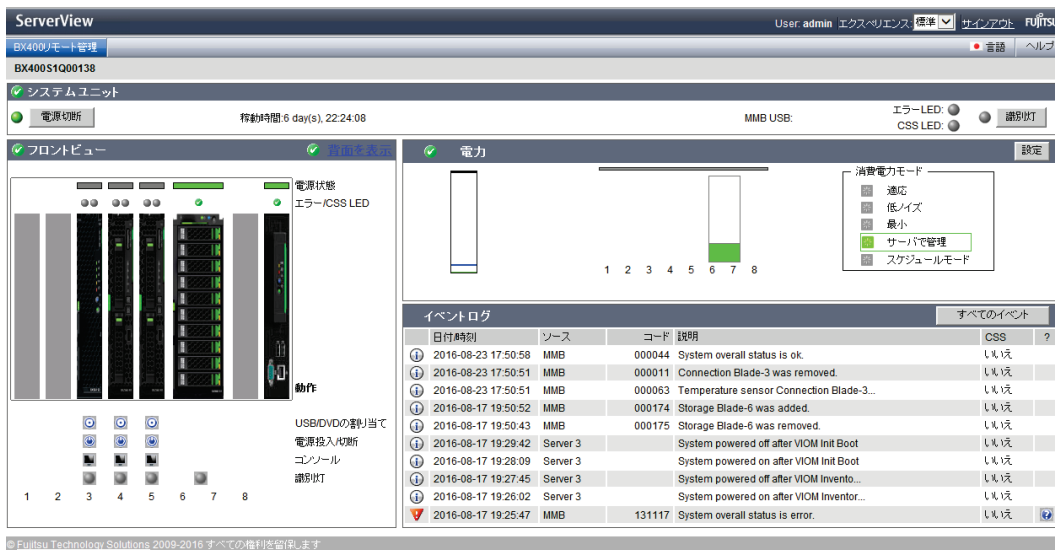 ServerView
User: admin エクスペリエンス: 標準 サインアウト FUJITSU
BX400リモート管理 言語 ヘルプ
BX400S1Q00138
システムユニット
電源切断 稼動時間:6 day(s), 22:24:08 MMB USB: エラーLED: 識別灯
CSS LED:
フロントビュー 背面を表示
電源状態
エラー/CSS LED
動作
USB/DVDの割り当て
電源投入/切断
コンソール
識別灯
1 2 3 4 5 6 7 8
電力 設定
消費電力モード
適応
低ノイズ
最小
サーバで管理
スケジュールモード
1 2 3 4 5 6 7 8
イベントログ すべてのイベント
日付/時刻 ソース コード 説明 CSS ?
2016-08-23 17:50:58 MMB 000044 System overall status is ok. いいえ
2016-08-23 17:50:51 MMB 000011 Connection Blade-3 was removed. いいえ
2016-08-23 17:50:51 MMB 000063 Temperature sensor Connection Blade-3... いいえ
2016-08-17 19:50:52 MMB 000174 Storage Blade-6 was added. いいえ
2016-08-17 19:50:43 MMB 000175 Storage Blade-6 was removed. いいえ
2016-08-17 19:29:42 Server 3 System powered off after VIOM Init Boot いいえ
2016-08-17 19:28:09 Server 3 System powered on after VIOM Init Boot いいえ
2016-08-17 19:27:45 Server 3 System powered off after VIOM Invento... いいえ
2016-08-17 19:26:02 Server 3 System powered on after VIOM Inventor... いいえ
2016-08-17 19:25:47 MMB 131117 System overall status is error. いいえ
© Fujitsu Technology Solutions 2009-2016 すべての権利を留保します